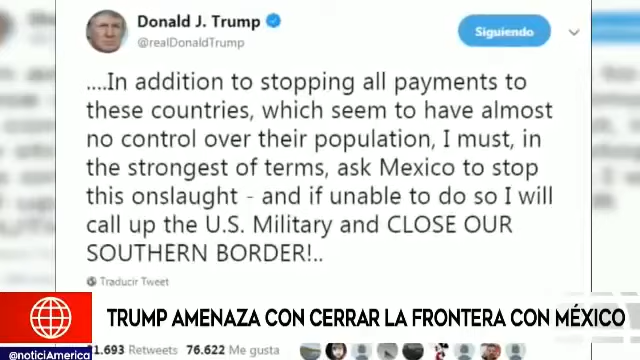 Donald J. Trump
@realDonaldTrump
Siguiendo
....In addition to stopping all payments to
these countries, which seem to have almost
no control over their population, I must, in
the strongest of terms, ask Mexico to stop
this onslaught - and if unable to do so I will
call up the U.S. Military and CLOSE OUR
SOUTHERN BORDER!..
Traducir Tweet
TRUMP AMENAZA CON CERRAR LA FRONTERA CON MÉXICO
@noticiAmerica
1.693 Retweets 76.622 Me gusta